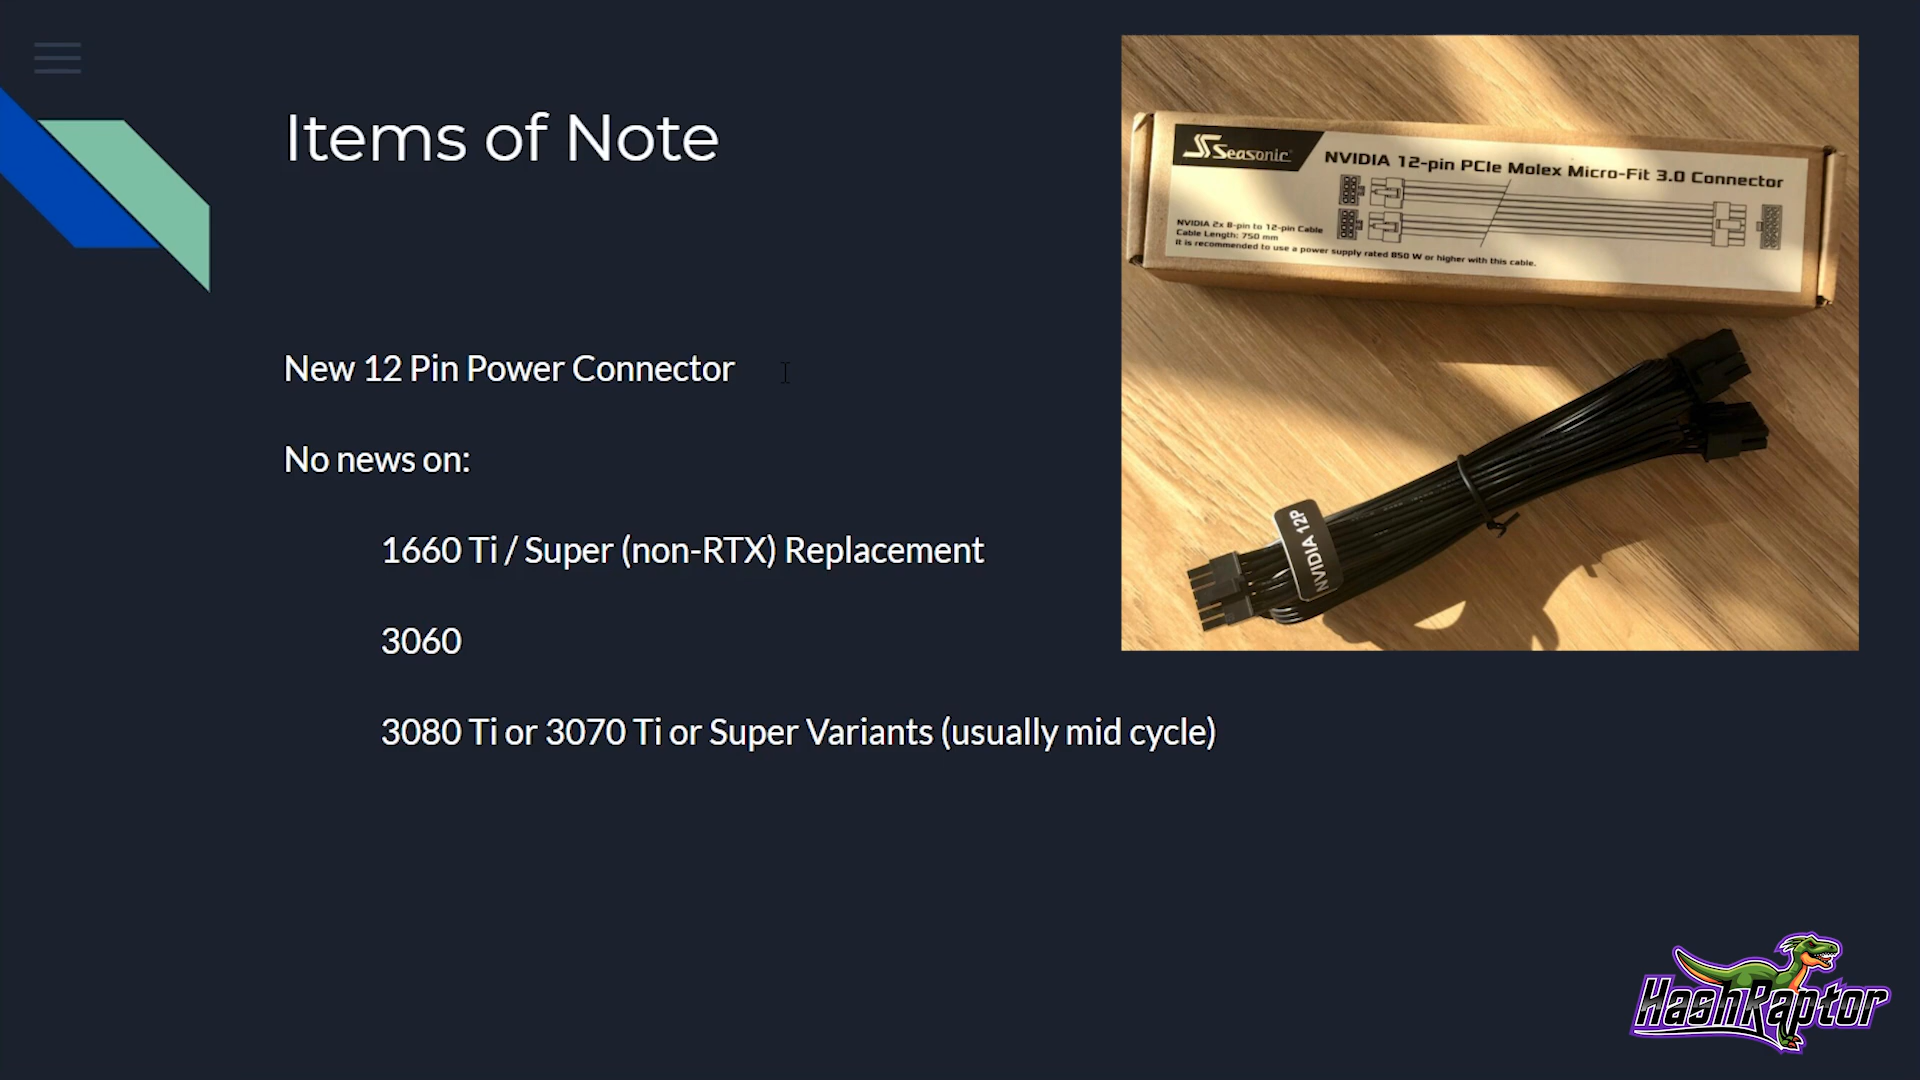 Items of Note
New 12 Pin Power Connector
No news on:
1660 Ti / Super (non-RTX) Replacement
3060
3080 Ti or 3070 Ti or Super Variants (usually mid cycle)
Seasonic
NVIDIA 12-pin PCIe Molex Micro-Fit 3.0 Connector
NVIDIA 2x 8-pin to 12-pin Cable
Cable Length: 750 mm
It is recommended to use a power supply rated 850 W or higher with this cable.
NVIDIA 12P
HashRaptor